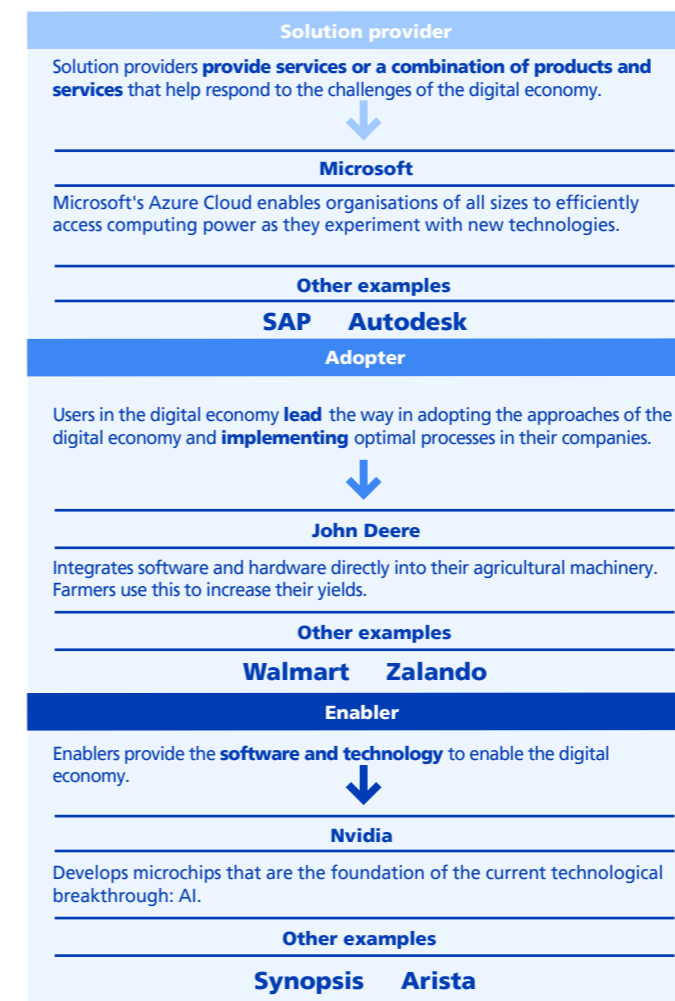 Solution provider
Solution providers provide services or a combination of products and
services that help respond to the challenges of the digital economy.
Microsoft
Microsoft's Azure Cloud enables organisations of all sizes to efficiently
access computing power as they experiment with new technologies.
Other examples
SAP Autodesk
Adopter
Users in the digital economy lead the way in adopting the approaches of the
digital economy and implementing optimal processes in their companies.
John Deere
Integrates software and hardware directly into their agricultural machinery.
Farmers use this to increase their yields.
Other examples
Walmart Zalando
Enabler
Enablers provide the software and technology to enable the digital
economy.
Nvidia
Develops microchips that are the foundation of the current technological
breakthrough: AI.
Other examples
Synopsis Arista